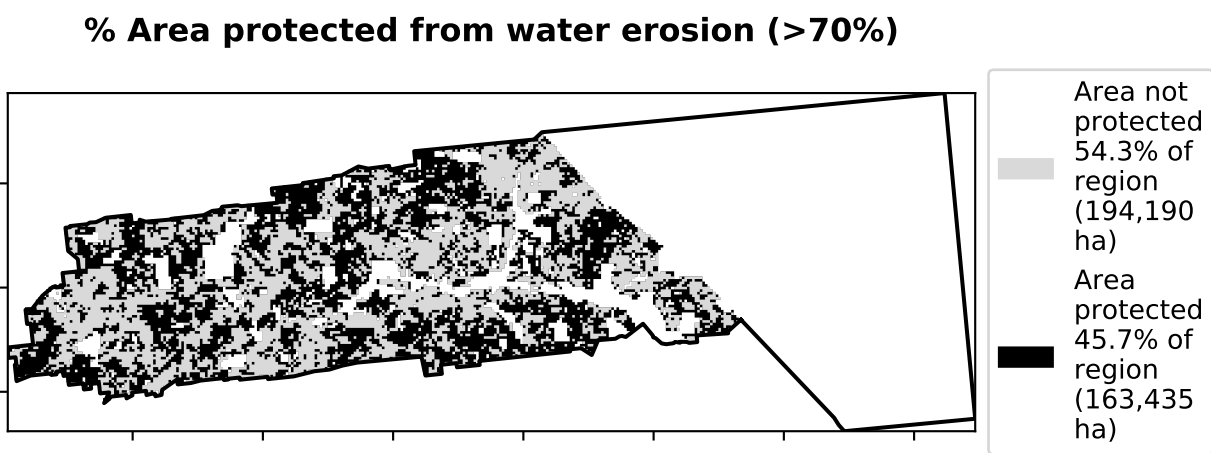 % Area protected from water erosion (>70%)
Area not
protected
54.3% of
region
(194,190
ha)
Area
protected
45.7% of
region
(163,435
ha)